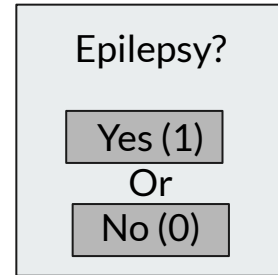 Epilepsy?
Yes (1)
Or
No (0)